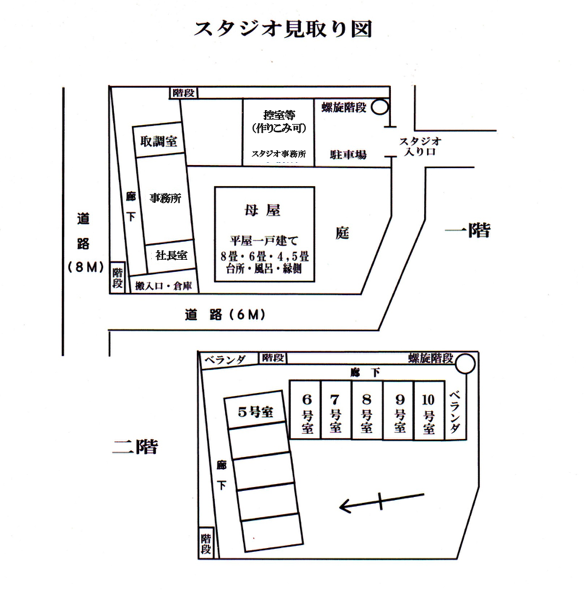 スタジオ見取り図
階段
控室等
(作りこみ可)
スタジオ事務所
螺旋階段
駐車場
スタジオ
入り口
取調室
廊下
事務所
社長室
搬入口・倉庫
階段
母屋
平屋一戸建て
8畳・6畳・4,5畳
台所・風呂・縁側
庭
一階
道路
(8M)
道路(6M)
ベランダ
階段
螺旋階段
廊下
5号室
6号室
7号室
8号室
9号室
10号室
ベランダ
二階
廊下
階段